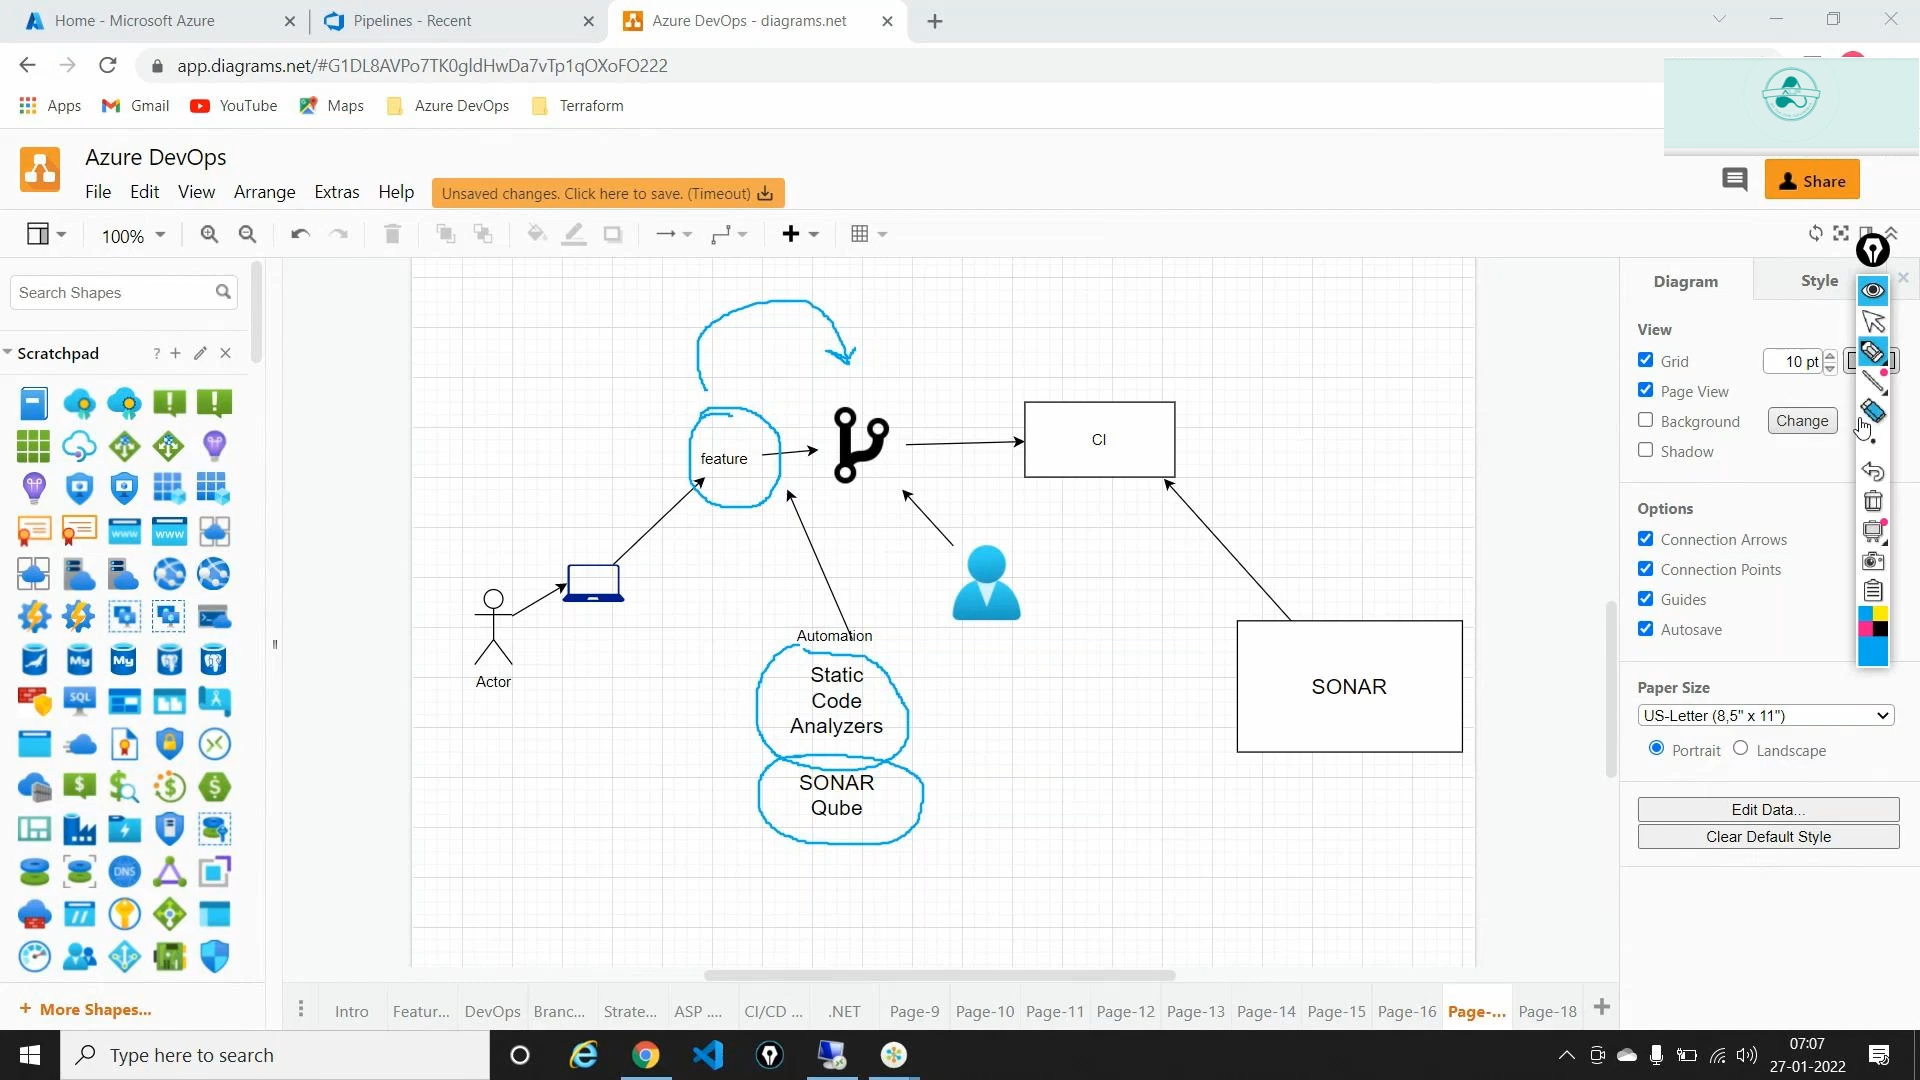 Home - Microsoft Azure
Pipelines - Recent
Azure DevOps - diagrams.net
app.diagrams.net/#G1DL8AVPo7TK0gldHwDa7vTp1qOXoFO222
Apps
Gmail
YouTube
Maps
Azure DevOps
Terraform
Azure DevOps
File
Edit
View
Arrange
Extras
Help
Unsaved changes. Click here to save. (Timeout)
Share
100%
Search Shapes
Scratchpad
?
More Shapes...
feature
CI
Actor
Automation
Static
Code
Analyzers
SONAR
Qube
SONAR
Diagram
Style
View
Grid
10 pt
Page View
Background
Change
Shadow
Options
Connection Arrows
Connection Points
Guides
Autosave
Paper Size
US-Letter (8,5" x 11")
Portrait
Landscape
Edit Data...
Clear Default Style
Intro
Featur...
DevOps
Branc...
Strate...
ASP ....
CI/CD ...
.NET
Page-9
Page-10
Page-11
Page-12
Page-13
Page-14
Page-15
Page-16
Page-...
Page-18
Type here to search
07:07
27-01-2022